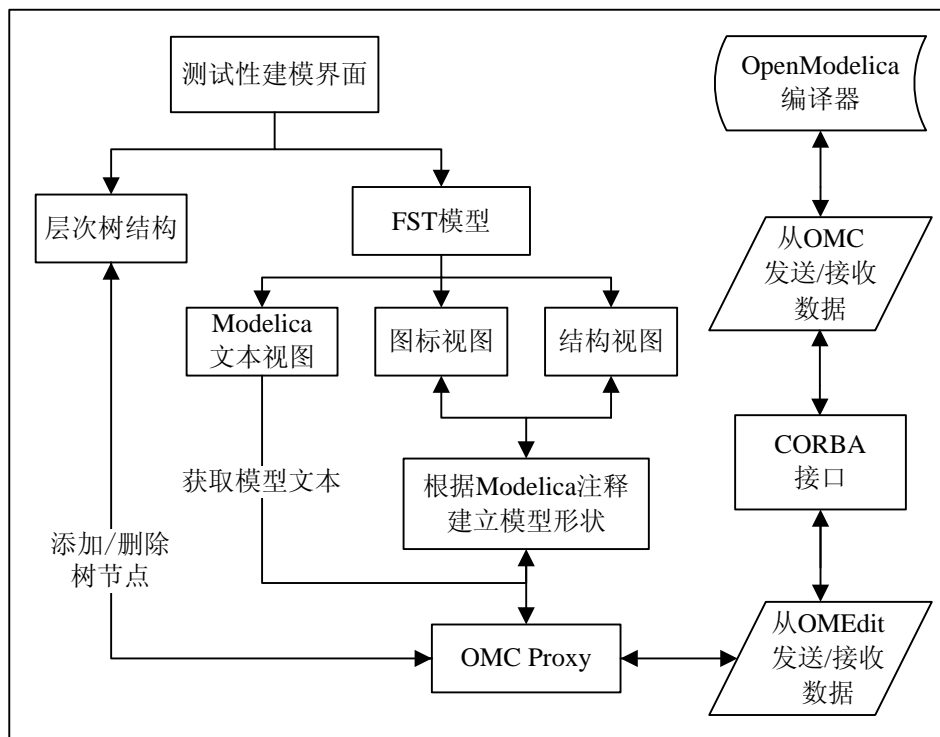 测试性建模界面
OpenModelica
编译器
层次树结构
FST模型
从OMC
发送/接收
数据
Modelica
文本视图
图标视图
结构视图
CORBA
接口
获取模型文本
根据Modelica注释
建立模型形状
添加/删除
树节点
OMC Proxy
从OMEdit
发送/接收
数据